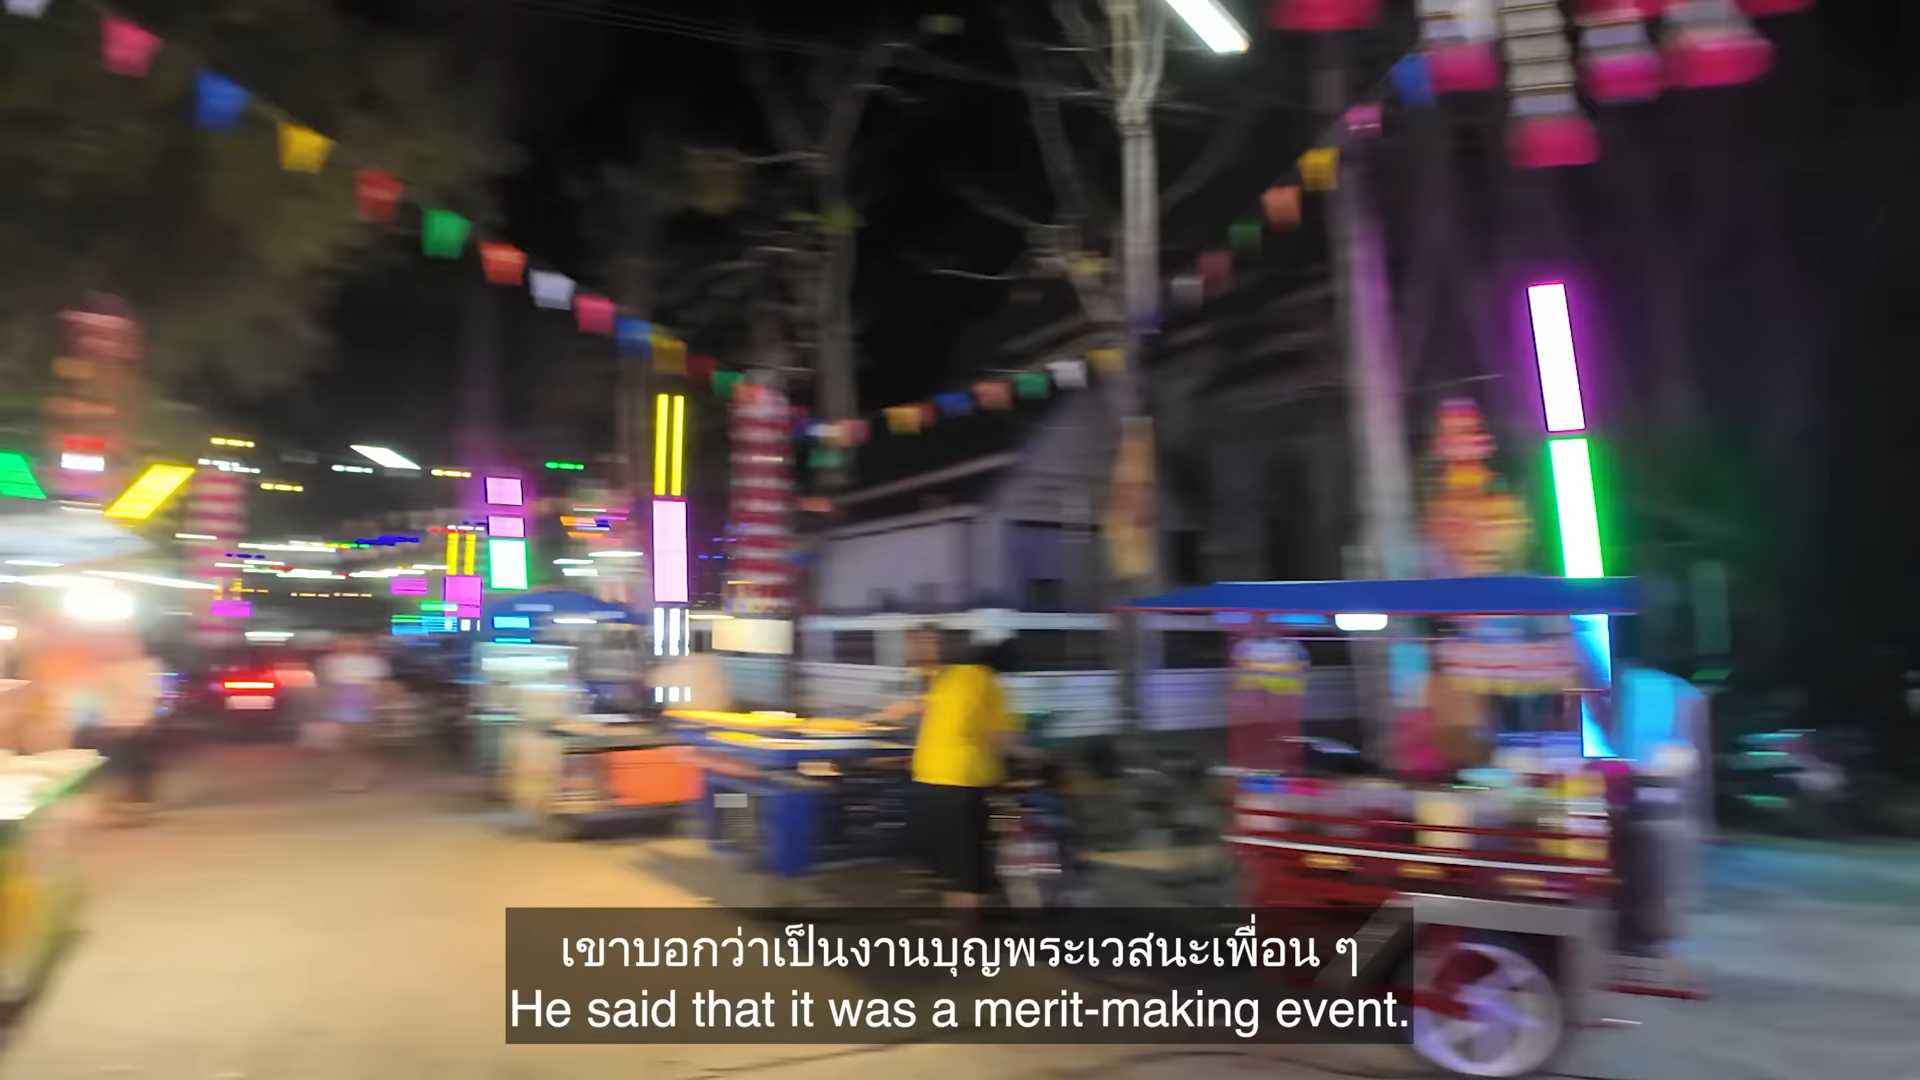 เขาบอกว่าเป็นงานบุญพระเวสนะเพื่อน ๆ
He said that it was a merit-making event.